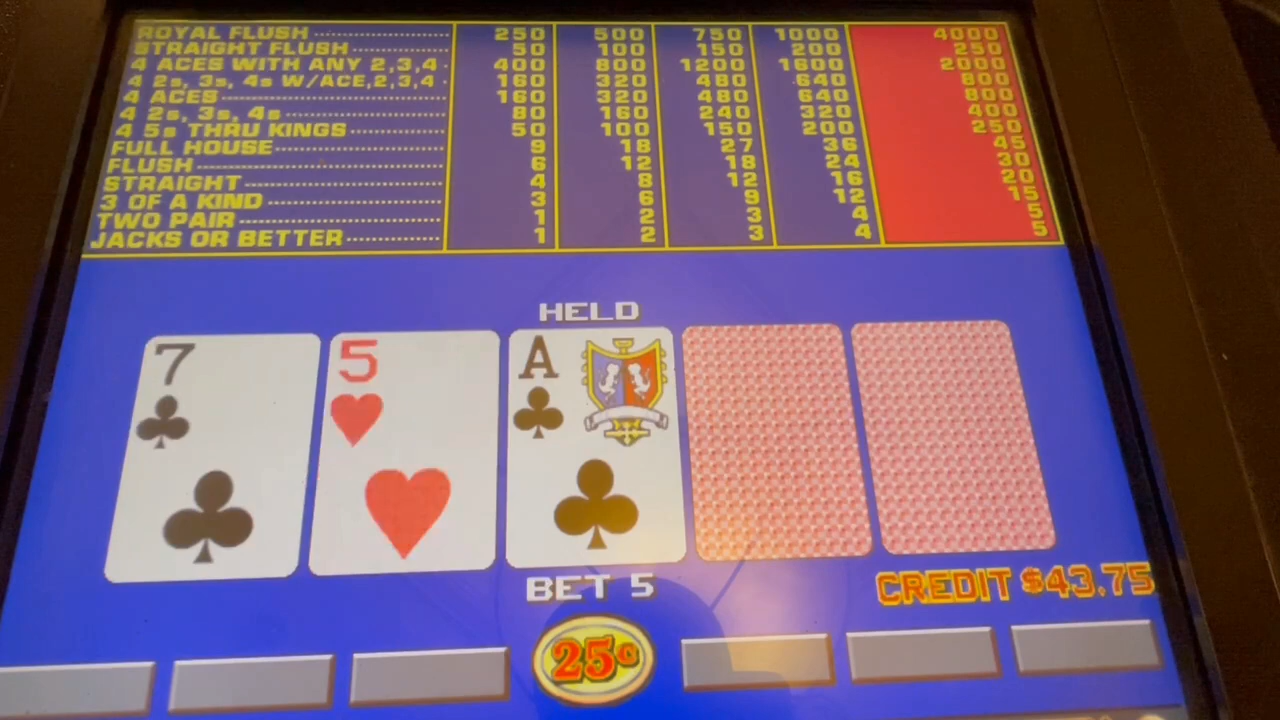 ROYAL FLUSH 250 500 750 1000 4000
STRAIGHT FLUSH 50 100 150 200 250
4 ACES WITH ANY 2,3,4 400 800 1200 1600 2000
4 2s, 3s, 4s W/ACE,2,3,4 160 320 480 640 800
4 ACES 160 320 480 640 800
4 2s, 3s, 4s 80 160 240 320 400
4 5s THRU KINGS 50 100 150 200 250
FULL HOUSE 9 18 27 36 45
FLUSH 6 12 18 24 30
STRAIGHT 4 8 12 16 20
3 OF A KIND 3 6 9 12 15
TWO PAIR 1 2 3 4 5
JACKS OR BETTER 1 2 3 4 5
HELD
7 5 A
BET 5 CREDIT $43.75
25¢